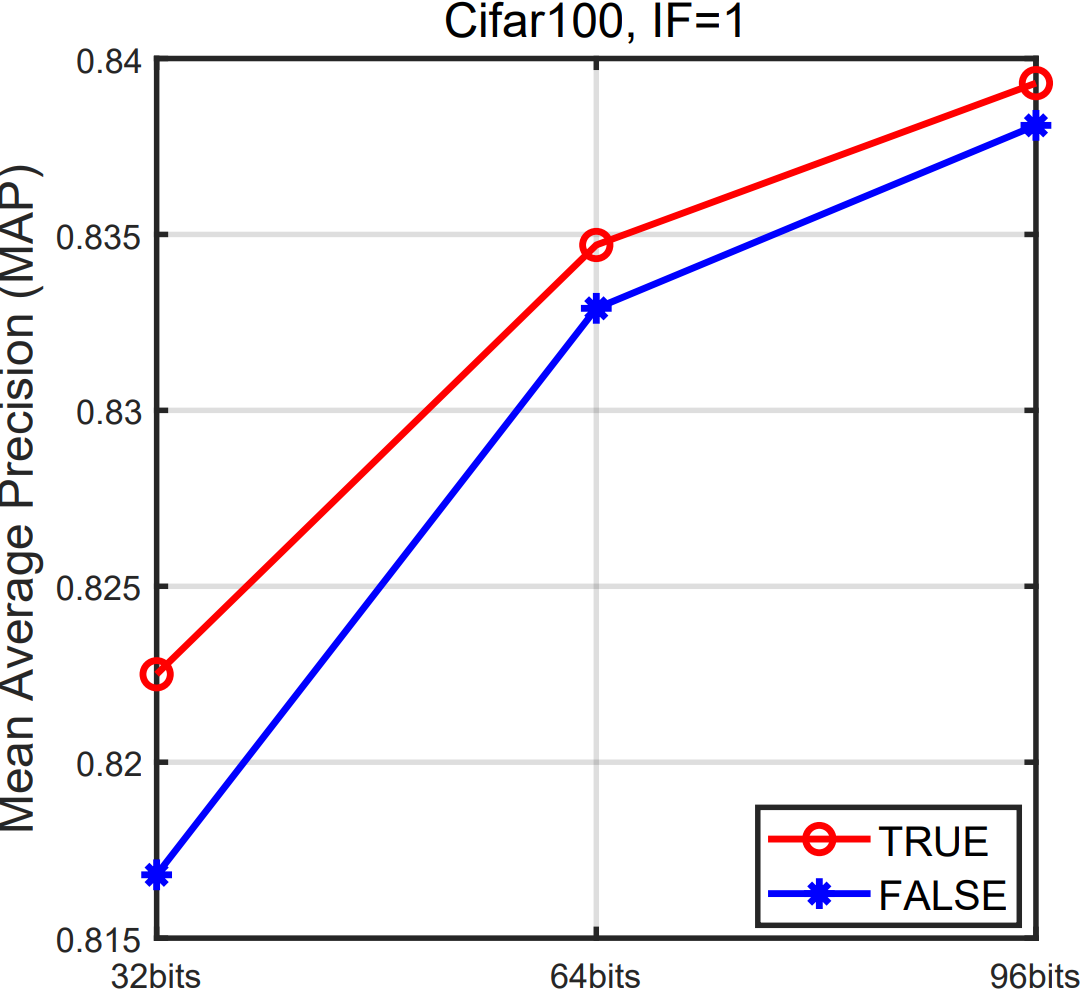 Cifar100, IF=1
Mean Average Precision (MAP)
0.84
0.835
0.83
0.825
0.82
0.815
32bits
64bits
96bits
TRUE
FALSE